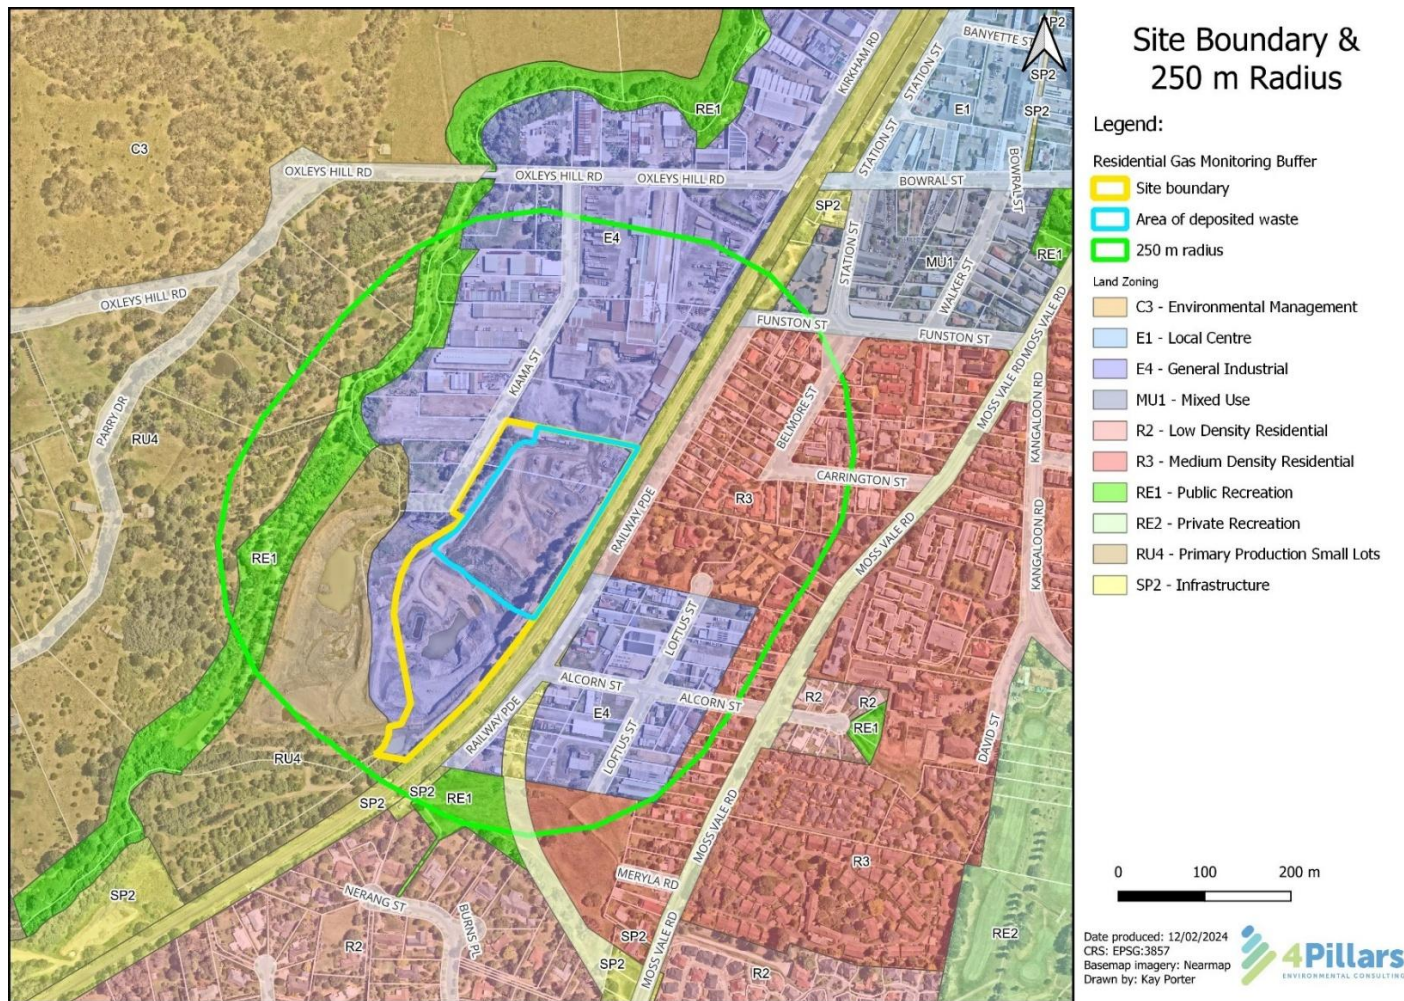 Site Boundary &
250 m Radius
Legend:
Residential Gas Monitoring Buffer
Site boundary
Area of deposited waste
250 m radius
Land Zoning
C3 - Environmental Management
E1 - Local Centre
E4 - General Industrial
MU1 - Mixed Use
R2 - Low Density Residential
R3 - Medium Density Residential
RE1 - Public Recreation
RE2 - Private Recreation
RU4 - Primary Production Small Lots
SP2 - Infrastructure
0 100 200 m
Date produced: 12/02/2024
CRS: EPSG:3857
Basemap imagery: Nearmap
Drawn by: Kay Porter
4Pillars
ENVIRONMENTAL CONSULTING
SP2
BANYETTE ST
KIRKHAM RD
STATION ST
SP2
RE1
E1
SP2
C3
STATION ST
BOWRAL ST
OXLEYS HILL RD
OXLEYS HILL RD
OXLEYS HILL RD
BOWRAL ST
SP2
E4
STATION ST
RE1
MU1
WALKER ST
OXLEYS HILL RD
MOSS VALE RD
FUNSTON ST
FUNSTON ST
KIAMA ST
MOSS VALE RD
PARRY DR
BELMORE ST
KANGALOON RD
RU4
CARRINGTON ST
R3
RAILWAY PDE
MOSS VALE RD
RE1
KANGALOON RD
LOFTUS ST
ALCORN ST
ALCORN ST
R2
R2
E4
RE1
RAILWAY PDE
LOFTUS ST
DAVID ST
RU4
SP2
SP2
RE1
MOSS VALE RD
R3
MERYLA RD
SP2
NERANG ST
BURNS PL
R2
SP2
MOSS VALE RD
RE2
SP2
R2